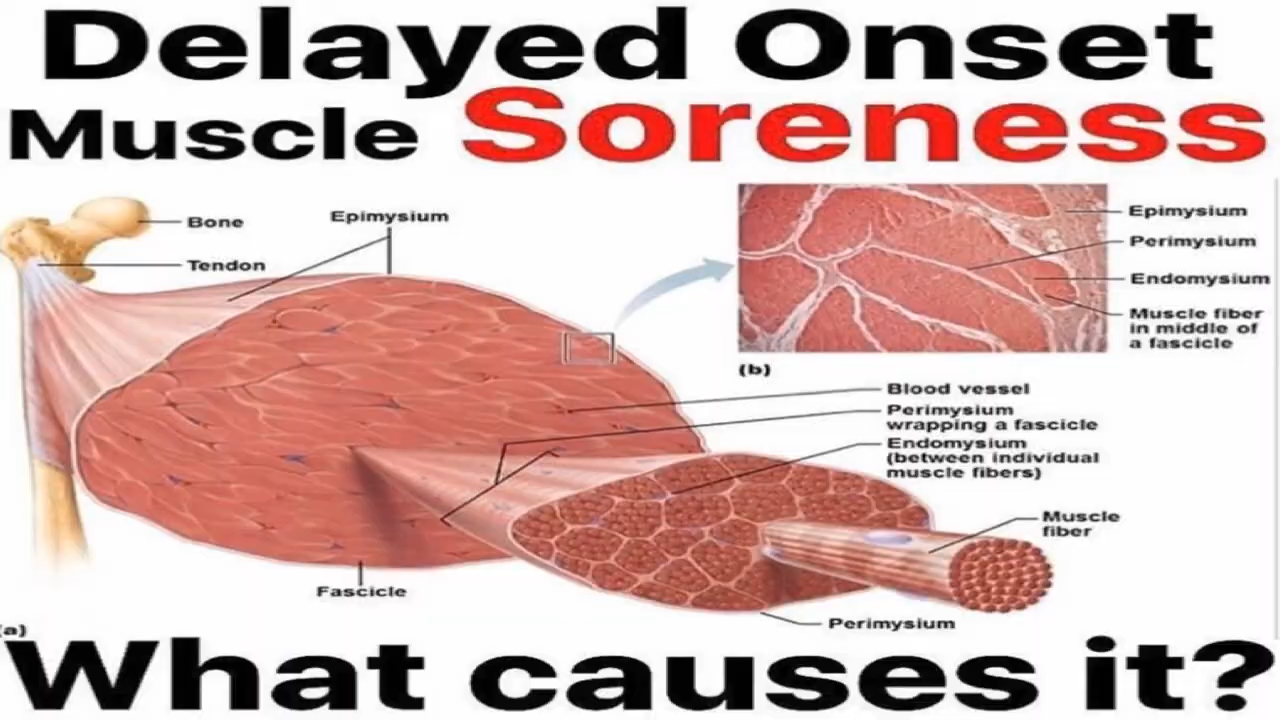 Delayed Onset
Muscle Soreness
Bone
Epimysium
Tendon
Epimysium
Perimysium
Endomysium
Muscle fiber
in middle of
a fascicle
(b)
Blood vessel
Perimysium
wrapping a fascicle
Endomysium
(between individual
muscle fibers)
Muscle
fiber
Fascicle
Perimysium
(a)
What causes it?